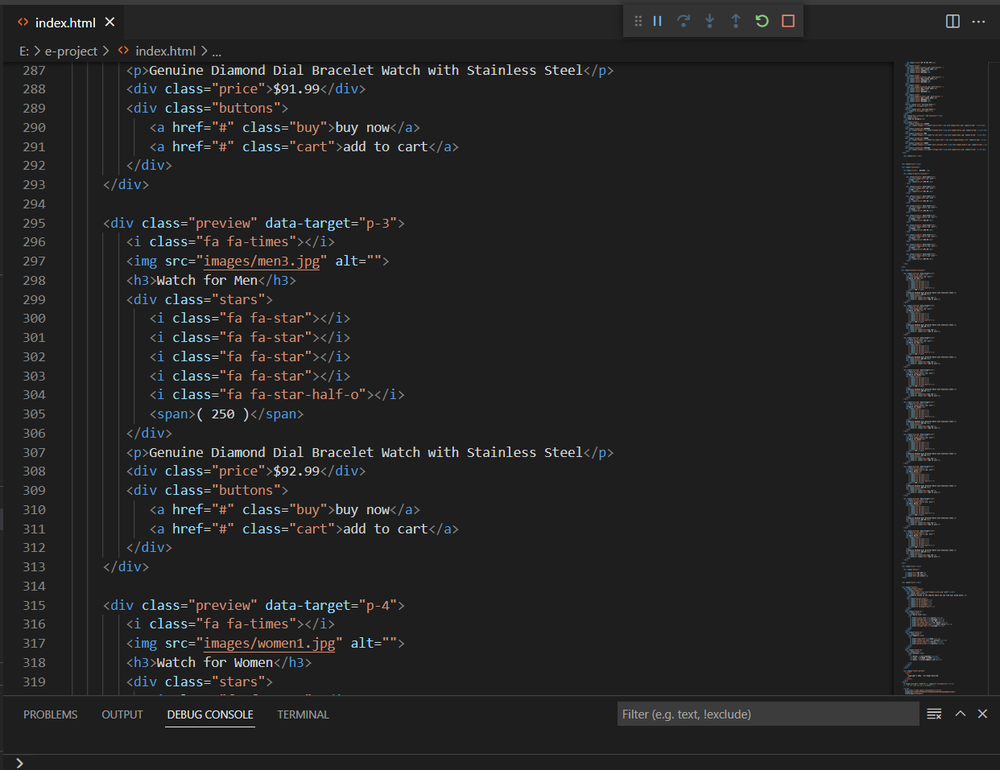 index.html
E: > e-project > index.html > ...
287 <p>Genuine Diamond Dial Bracelet Watch with Stainless Steel</p>
288 <div class="price">$91.99</div>
289 <div class="buttons">
290 <a href="#" class="buy">buy now</a>
291 <a href="#" class="cart">add to cart</a>
292 </div>
293 </div>
294
295 <div class="preview" data-target="p-3">
296 <i class="fa fa-times"></i>
297 <img src="images/men3.jpg" alt="">
298 <h3>Watch for Men</h3>
299 <div class="stars">
300 <i class="fa fa-star"></i>
301 <i class="fa fa-star"></i>
302 <i class="fa fa-star"></i>
303 <i class="fa fa-star"></i>
304 <i class="fa fa-star-half-o"></i>
305 <span>( 250 )</span>
306 </div>
307 <p>Genuine Diamond Dial Bracelet Watch with Stainless Steel</p>
308 <div class="price">$92.99</div>
309 <div class="buttons">
310 <a href="#" class="buy">buy now</a>
311 <a href="#" class="cart">add to cart</a>
312 </div>
313 </div>
314
315 <div class="preview" data-target="p-4">
316 <i class="fa fa-times"></i>
317 <img src="images/women1.jpg" alt="">
318 <h3>Watch for Women</h3>
319 <div class="stars">
PROBLEMS OUTPUT DEBUG CONSOLE TERMINAL Filter (e.g. text, !exclude)